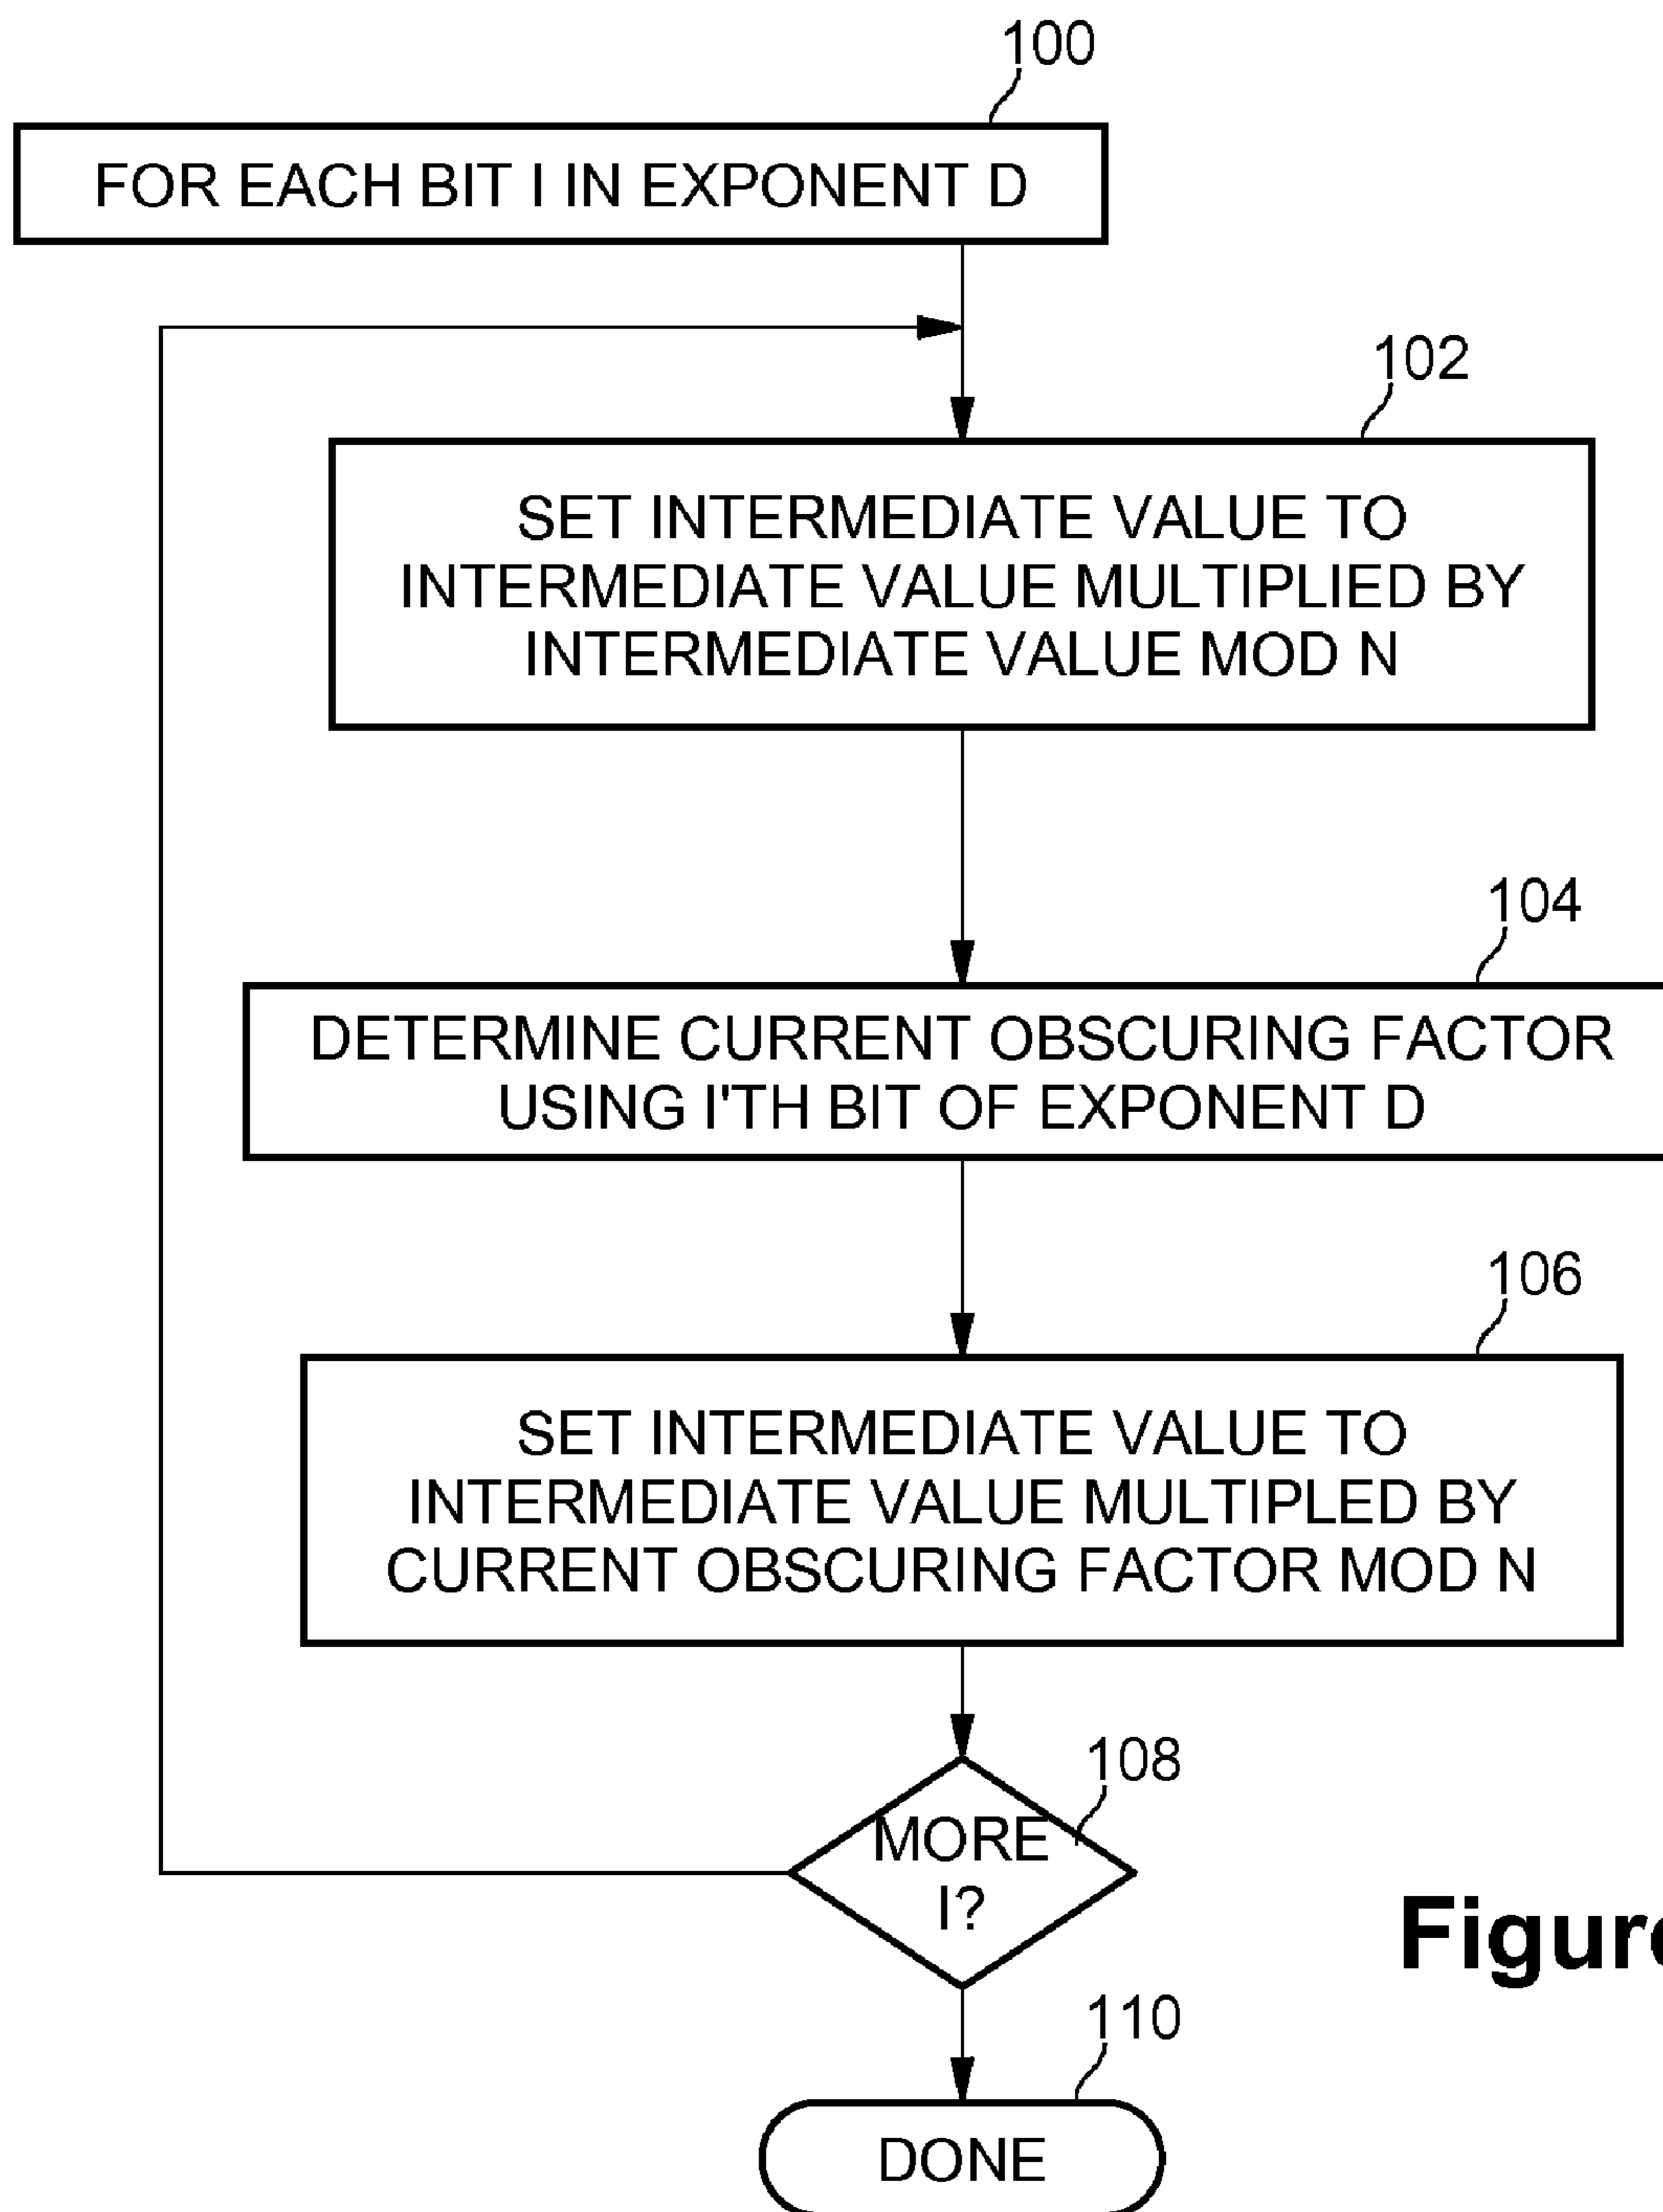 100
FOR EACH BIT I IN EXPONENT D
102
SET INTERMEDIATE VALUE TO
INTERMEDIATE VALUE MULTIPLIED BY
INTERMEDIATE VALUE MOD N
104
DETERMINE CURRENT OBSCURING FACTOR
USING I'TH BIT OF EXPONENT D
106
SET INTERMEDIATE VALUE TO
INTERMEDIATE VALUE MULTIPLED BY
CURRENT OBSCURING FACTOR MOD N
108
MORE
I?
Figure
110
DONE